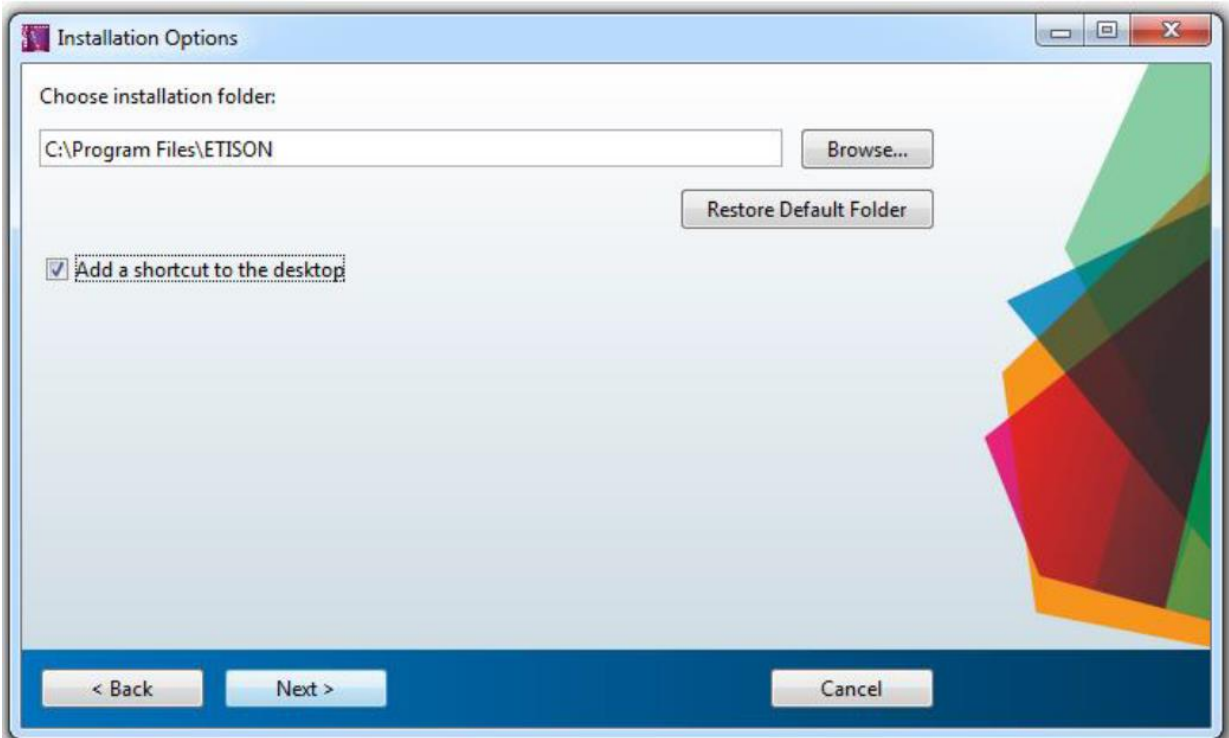 Installation Options
Choose installation folder:
C:\Program Files\ETISON
Browse...
Restore Default Folder
Add a shortcut to the desktop
< Back
Next >
Cancel